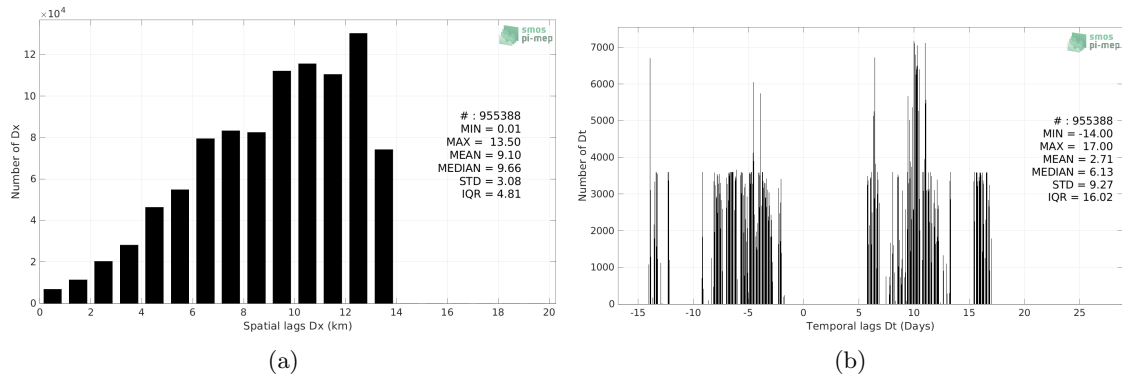 ×10⁴
12
10
8
6
4
2
0
0 2 4 6 8 10 12 14 16 18 20
Number of Dx
Spatial lags Dx (km)
smos
pi-mep
# : 955388
MIN = 0.01
MAX = 13.50
MEAN = 9.10
MEDIAN = 9.66
STD = 3.08
IQR = 4.81
(a)
7000
6000
5000
4000
3000
2000
1000
0
-15 -10 -5 0 5 10 15 20 25
Number of Dt
Temporal lags Dt (Days)
smos
pi-mep
# : 955388
MIN = -14.00
MAX = 17.00
MEAN = 2.71
MEDIAN = 6.13
STD = 9.27
IQR = 16.02
(b)